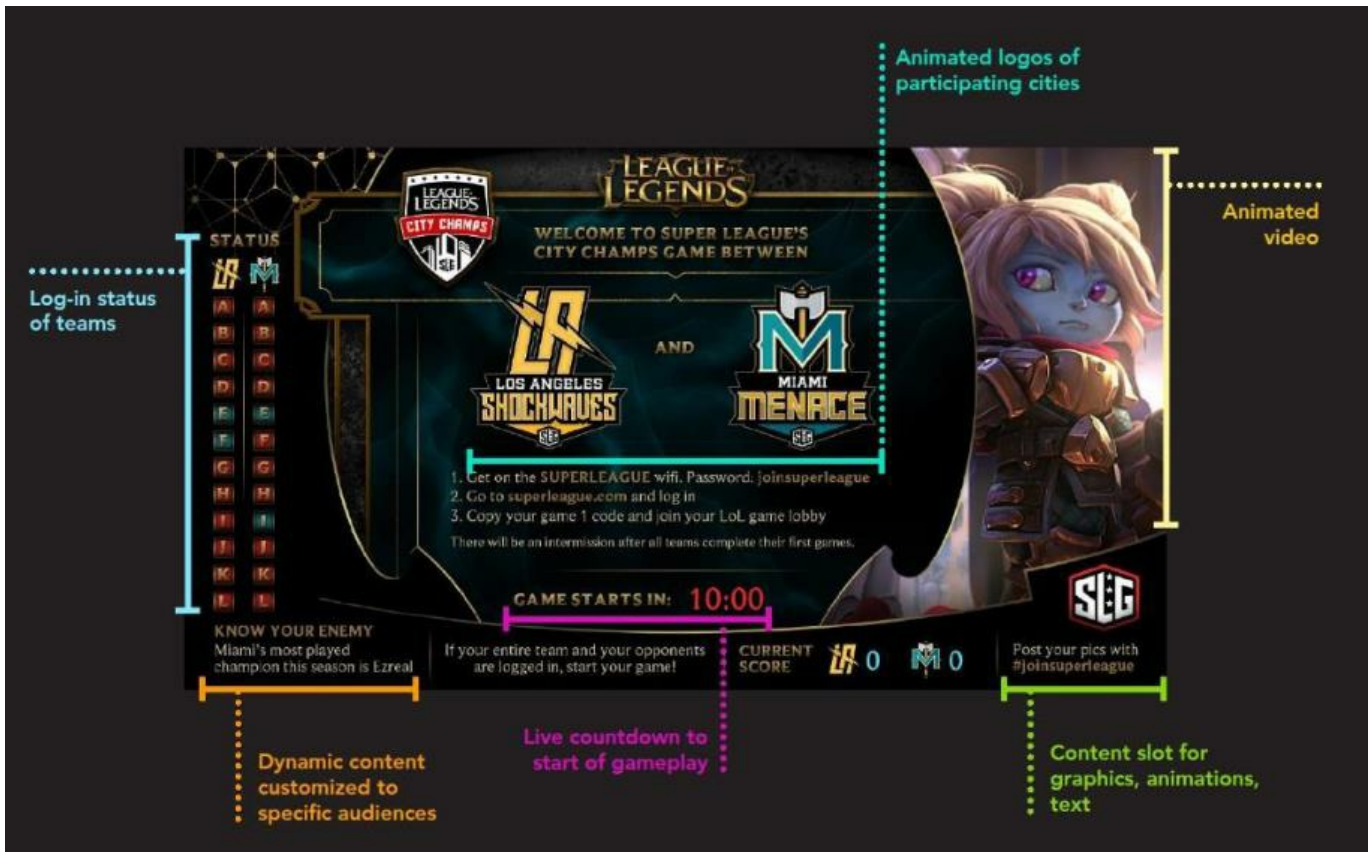 Animated logos of
participating cities
Animated
video
Log-in status
of teams
LEAGUE OF
LEGENDS
LEAGUE OF
LEGENDS
CITY CHAMPS
SLG
WELCOME TO SUPER LEAGUE'S
CITY CHAMPS GAME BETWEEN
STATUS
LA M
A A
B B
C C
D D
E E
F F
G G
H H
I I
J J
K K
L L
LA
LOS ANGELES
SHOCKWAVES
SLG
AND
M
MIAMI
MENACE
SLG
1. Get on the SUPERLEAGUE wifi. Password: joinsuperleague
2. Go to superleague.com and log in
3. Copy your game 1 code and join your LoL game lobby
There will be an intermission after all teams complete their first games.
GAME STARTS IN: 10:00
SLG
KNOW YOUR ENEMY
Miami's most played
champion this season is Ezreal
If your entire team and your opponents
are logged in, start your game!
CURRENT
SCORE
LA 0 M 0
Post your pics with
#joinsuperleague
Dynamic content
customized to
specific audiences
Live countdown to
start of gameplay
Content slot for
graphics, animations,
text